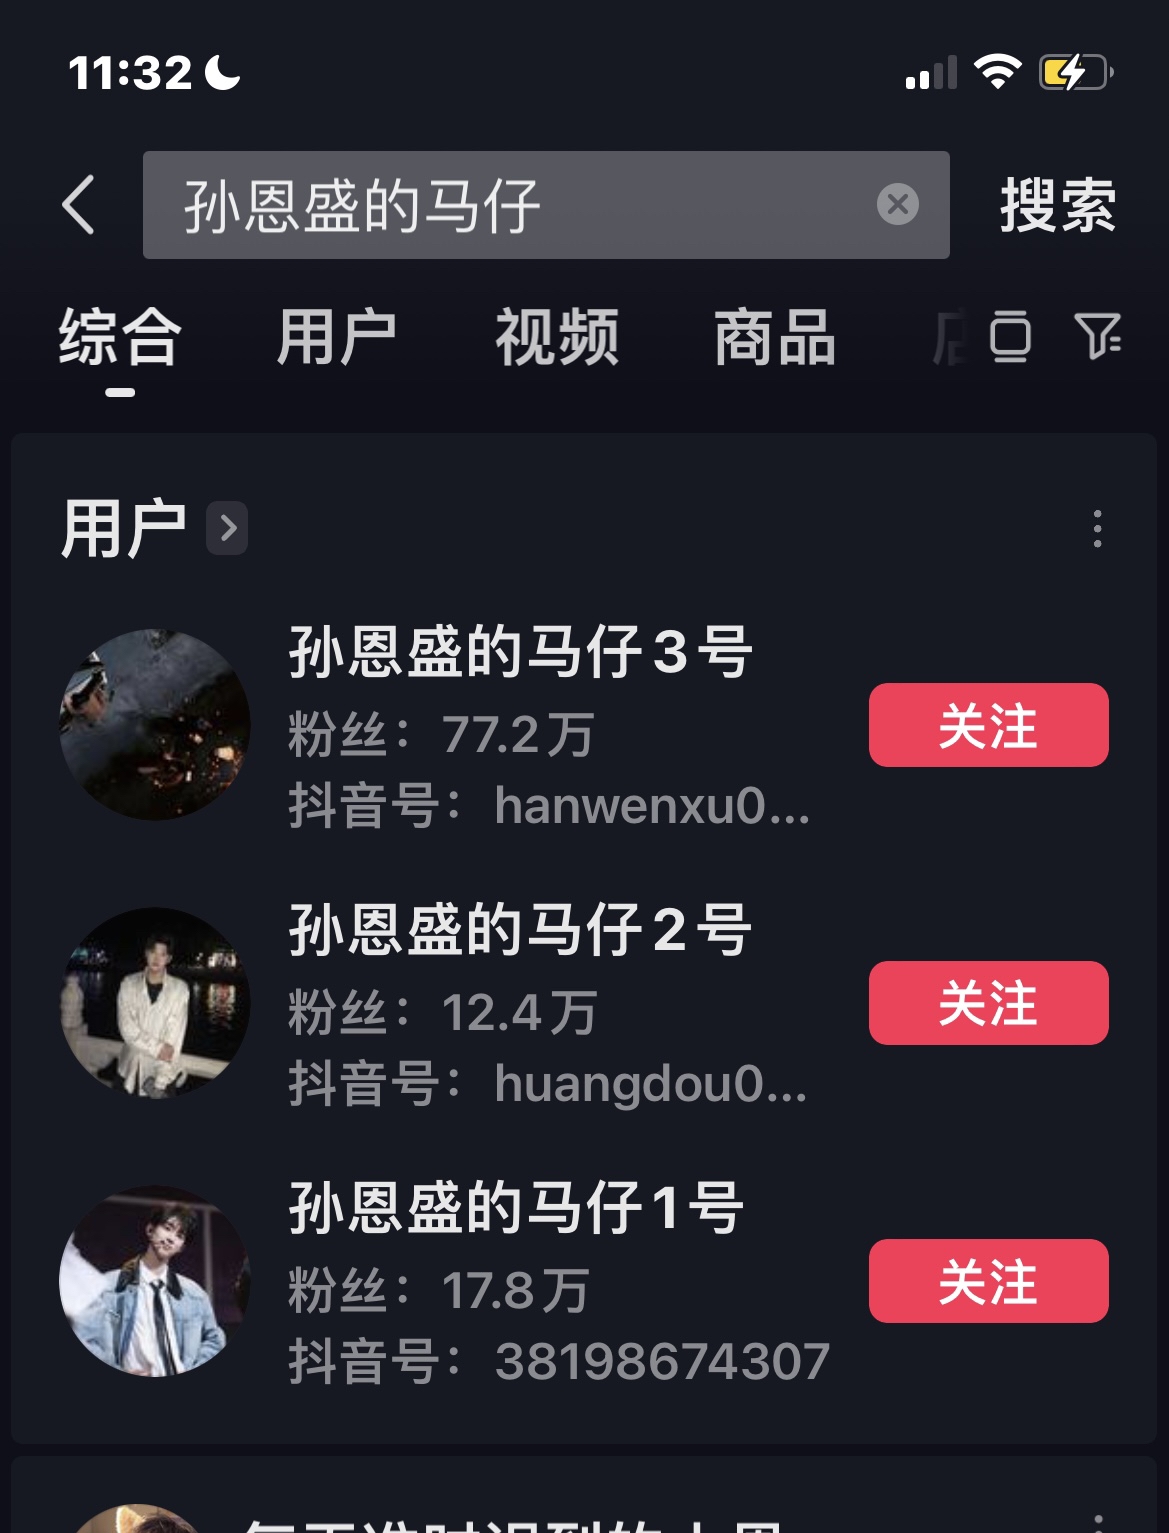 11:32
孙恩盛的马仔
搜索
综合 用户 视频 商品 店
用户
孙恩盛的马仔3号
粉丝：77.2万
关注
抖音号：hanwenxu0...
孙恩盛的马仔2号
粉丝：12.4万
关注
抖音号：huangdou0...
孙恩盛的马仔1号
粉丝：17.8万
关注
抖音号：38198674307